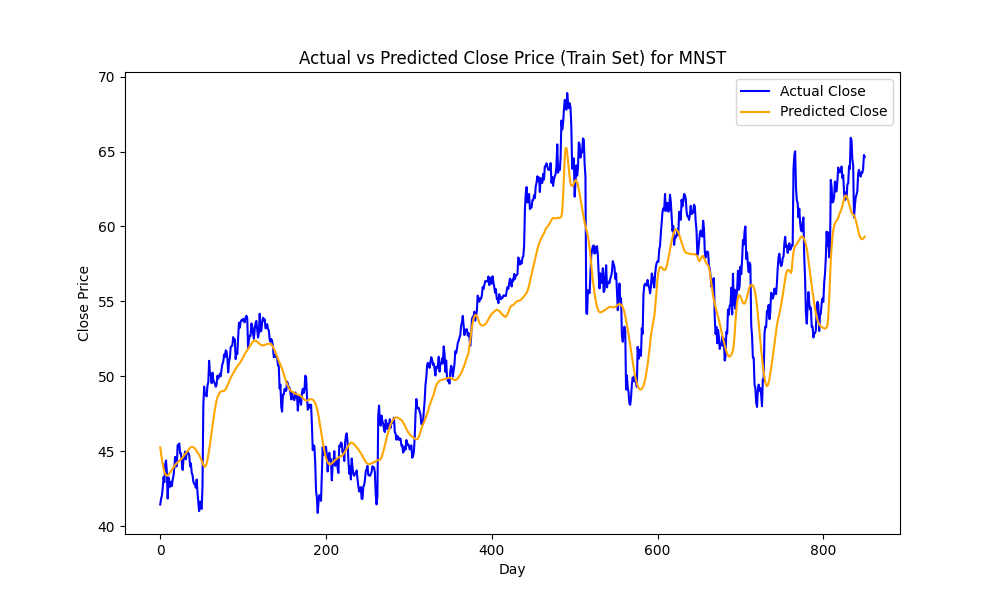 Actual vs Predicted Close Price (Train Set) for MNST
Actual Close
Predicted Close
Close Price
70
65
60
55
50
45
40
0 200 400 600 800
Day